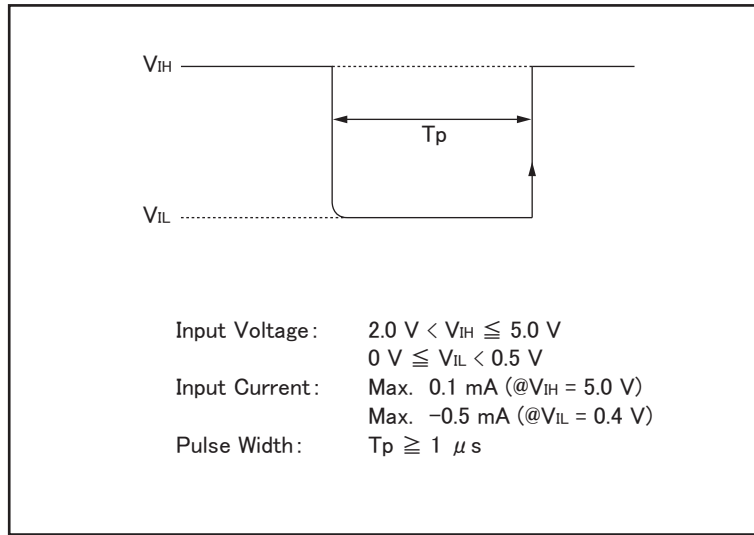 VIH
Tp
VIL
Input Voltage: 2.0 V < VIH ≦ 5.0 V
0 V ≦ VIL < 0.5 V
Input Current: Max. 0.1 mA (@VIH = 5.0 V)
Max. −0.5 mA (@VIL = 0.4 V)
Pulse Width: Tp ≧ 1 μs